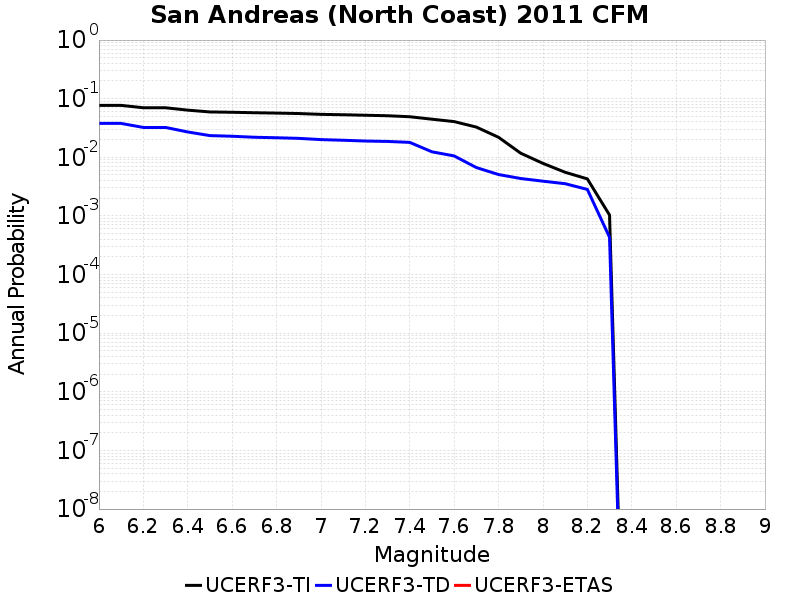 San Andreas (North Coast) 2011 CFM
10^0
10^-1
10^-2
10^-3
10^-4
10^-5
10^-6
10^-7
10^-8
Annual Probability
6 6.2 6.4 6.6 6.8 7 7.2 7.4 7.6 7.8 8 8.2 8.4 8.6 8.8 9
Magnitude
UCERF3-TI UCERF3-TD UCERF3-ETAS